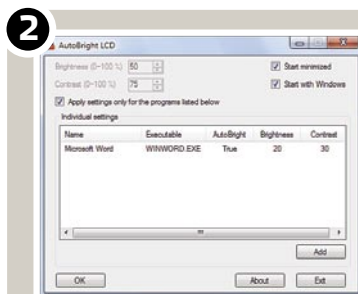 2
AutoBright LCD
Brightness (0-100 %) 50
Start minimized
Contrast (0-100 %) 75
Start with Windows
Apply settings only for the programs listed below
Individual settings
Name Executable AutoBright Brightness Contrast
Microsoft Word WINWORD.EXE True 20 30
Add
OK About Exit